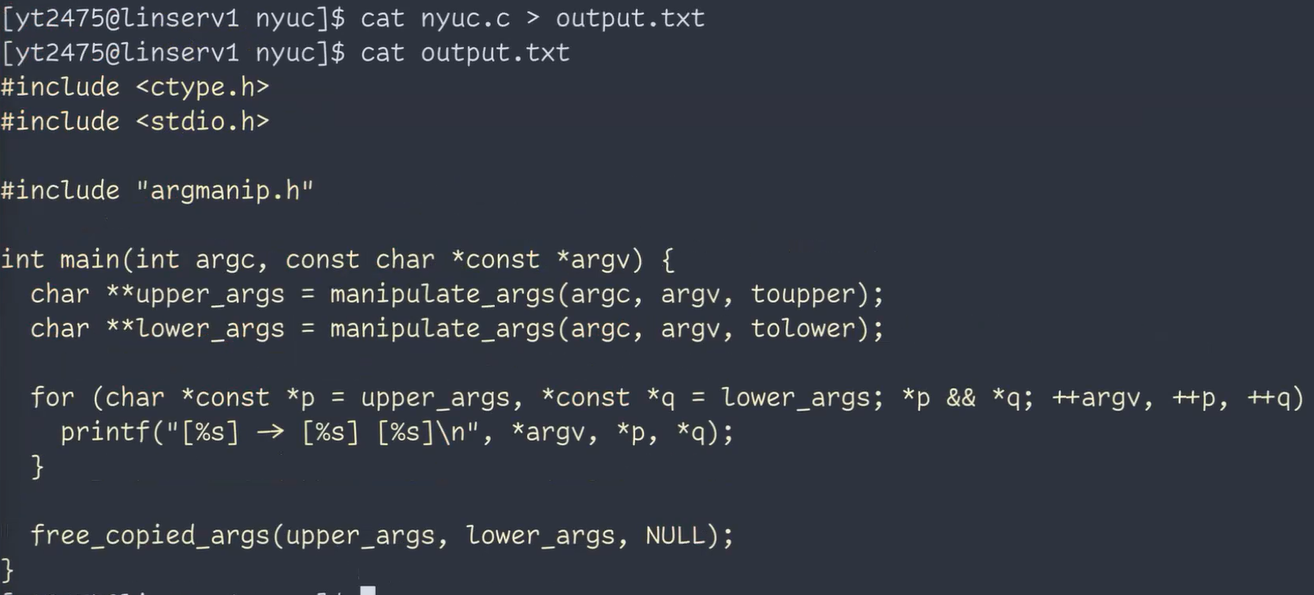 [yt2475@linserv1 nyuc]$ cat nyuc.c > output.txt
[yt2475@linserv1 nyuc]$ cat output.txt
#include <ctype.h>
#include <stdio.h>

#include "argmanip.h"

int main(int argc, const char *const *argv) {
  char **upper_args = manipulate_args(argc, argv, toupper);
  char **lower_args = manipulate_args(argc, argv, tolower);

  for (char *const *p = upper_args, *const *q = lower_args; *p && *q; ++argv, ++p, ++q)
    printf("[%s] -> [%s] [%s]\n", *argv, *p, *q);
  }

  free_copied_args(upper_args, lower_args, NULL);
}